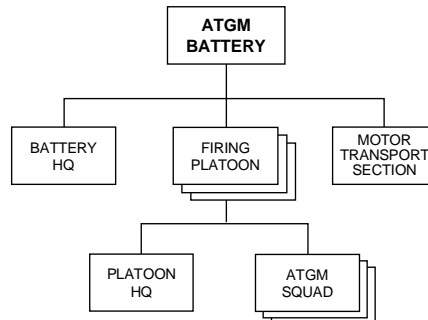 ATGM
BATTERY
BATTERY
HQ
FIRING
PLATOON
MOTOR
TRANSPORT
SECTION
PLATOON
HQ
ATGM
SQUAD